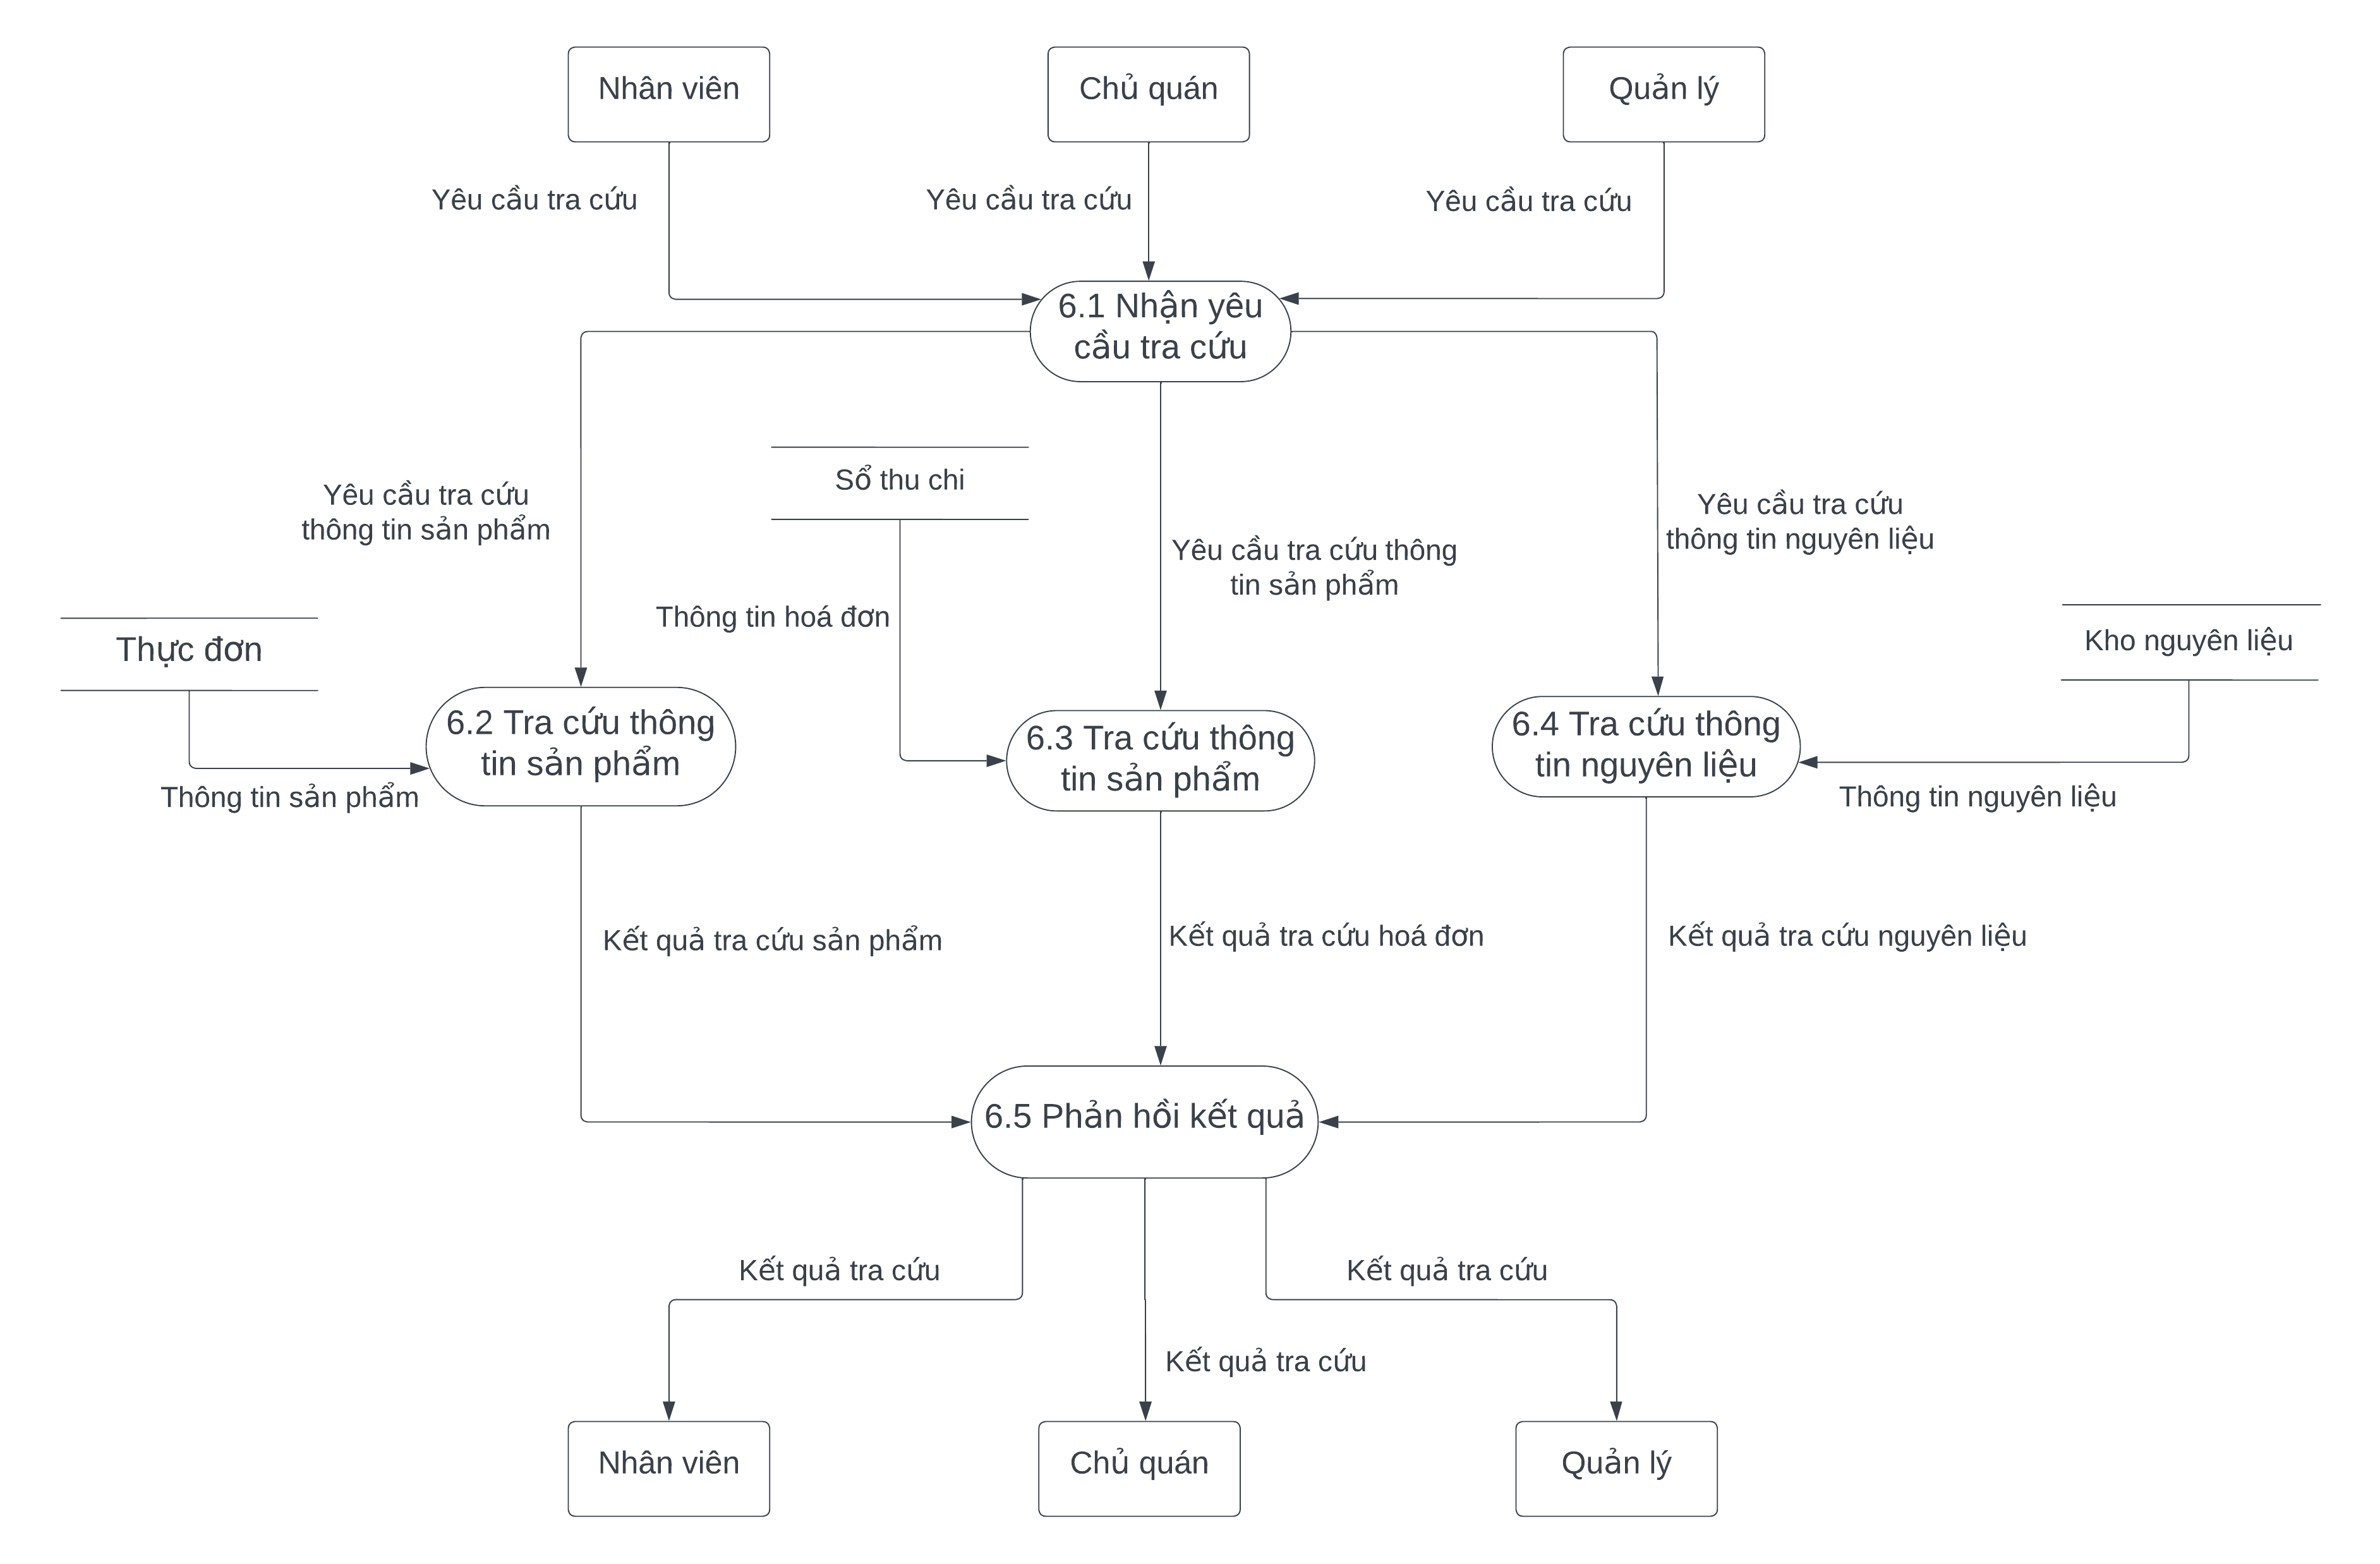 Nhân viên
Chủ quán
Quản lý
Yêu cầu tra cứu
Yêu cầu tra cứu
Yêu cầu tra cứu
6.1 Nhận yêu
cầu tra cứu
Sổ thu chi
Yêu cầu tra cứu
thông tin sản phẩm
Yêu cầu tra cứu thông
tin sản phẩm
Yêu cầu tra cứu
thông tin nguyên liệu
Thông tin hoá đơn
Thực đơn
Kho nguyên liệu
6.2 Tra cứu thông
tin sản phẩm
6.3 Tra cứu thông
tin sản phẩm
6.4 Tra cứu thông
tin nguyên liệu
Thông tin sản phẩm
Thông tin nguyên liệu
Kết quả tra cứu sản phẩm
Kết quả tra cứu hoá đơn
Kết quả tra cứu nguyên liệu
6.5 Phản hồi kết quả
Kết quả tra cứu
Kết quả tra cứu
Kết quả tra cứu
Nhân viên
Chủ quán
Quản lý